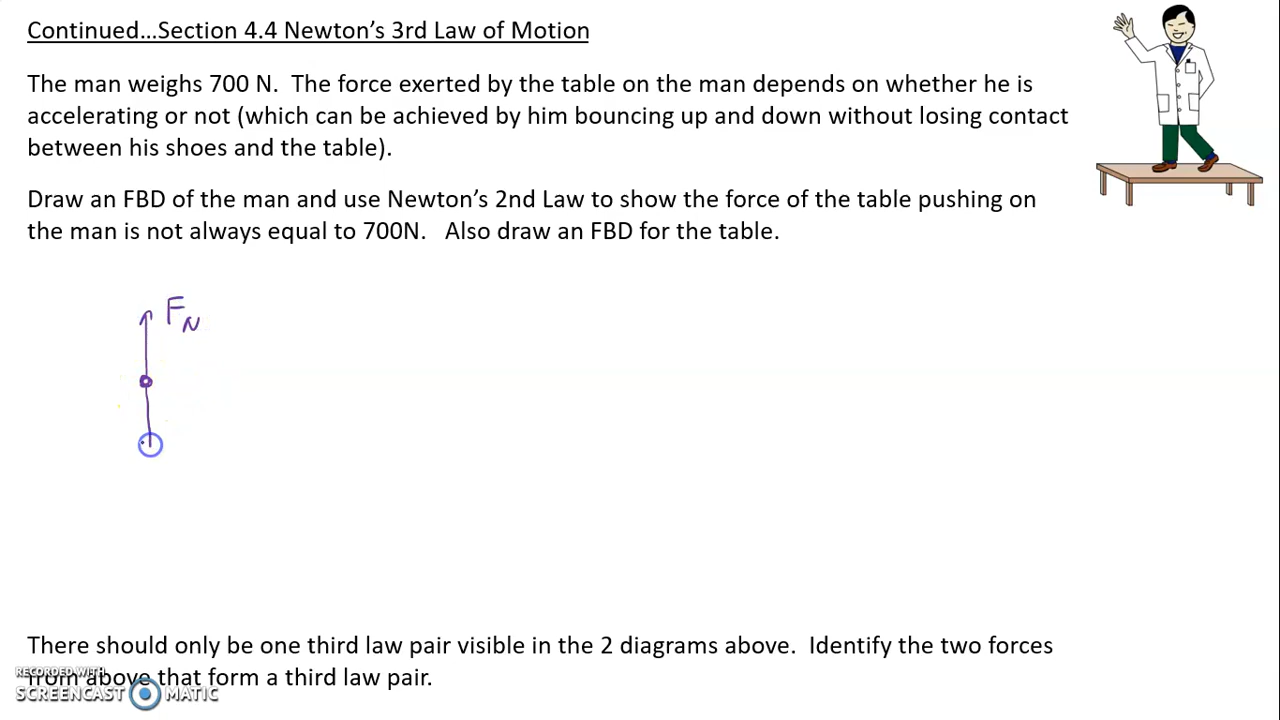 Continued...Section 4.4 Newton’s 3rd Law of Motion
The man weighs 700 N. The force exerted by the table on the man depends on whether he is
accelerating or not (which can be achieved by him bouncing up and down without losing contact
between his shoes and the table).
Draw an FBD of the man and use Newton’s 2nd Law to show the force of the table pushing on
the man is not always equal to 700N. Also draw an FBD for the table.
F_N
There should only be one third law pair visible in the 2 diagrams above. Identify the two forces
from above that form a third law pair.
RECORDED WITH
SCREENCAST MATIC